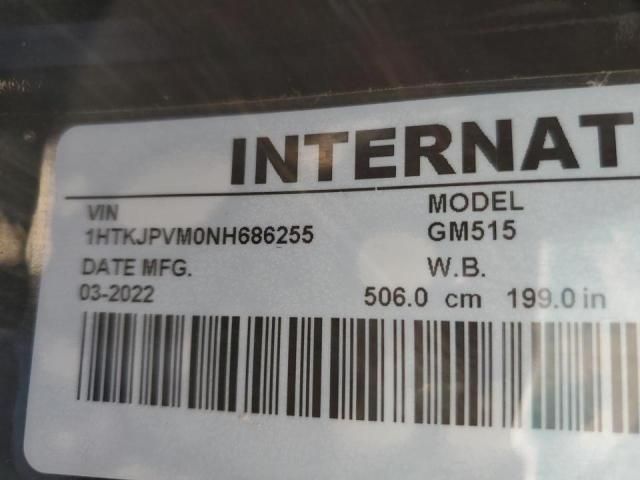 INTERNAT
VIN MODEL
1HTKJPVM0NH686255 GM515
DATE MFG. W.B.
03-2022 506.0 cm 199.0 in